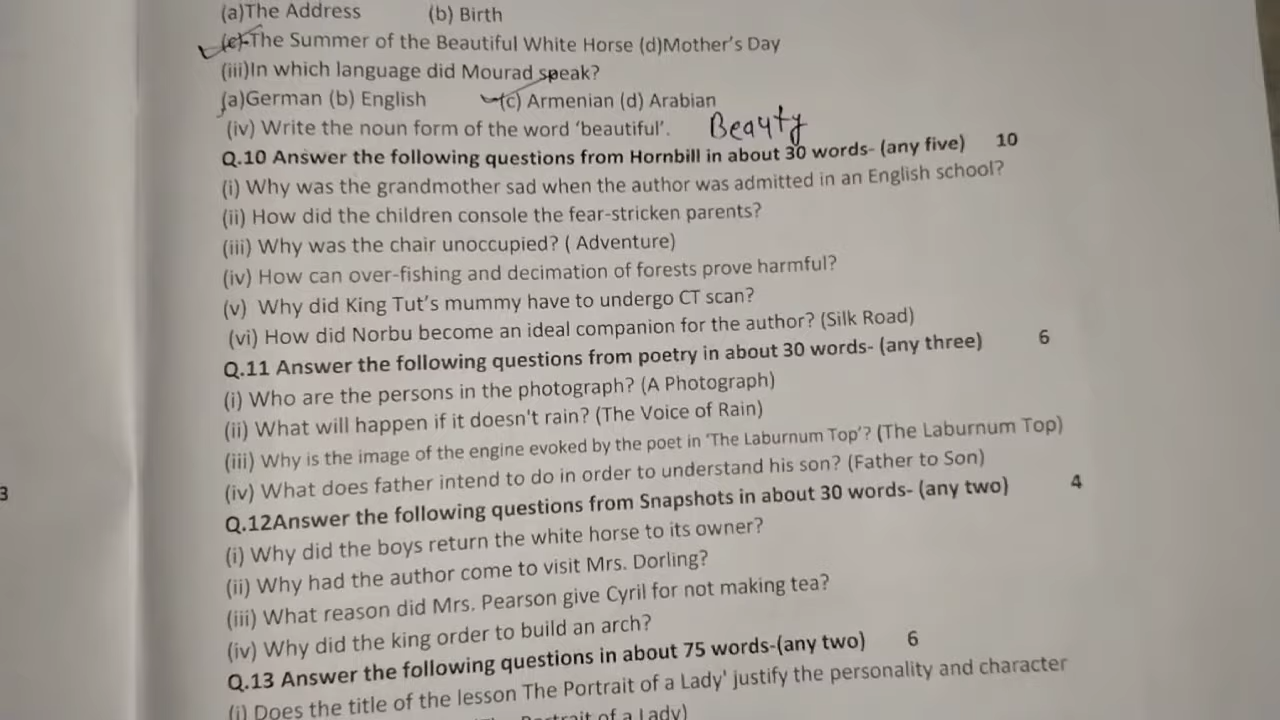 (a)The Address (b) Birth
(c) The Summer of the Beautiful White Horse (d)Mother's Day
(iii)In which language did Mourad speak?
(a)German (b) English (c) Armenian (d) Arabian
(iv) Write the noun form of the word 'beautiful'. Beauty
Q.10 Answer the following questions from Hornbill in about 30 words- (any five) 10
(i) Why was the grandmother sad when the author was admitted in an English school?
(ii) How did the children console the fear-stricken parents?
(iii) Why was the chair unoccupied? ( Adventure)
(iv) How can over-fishing and decimation of forests prove harmful?
(v) Why did King Tut's mummy have to undergo CT scan?
(vi) How did Norbu become an ideal companion for the author? (Silk Road)
Q.11 Answer the following questions from poetry in about 30 words- (any three) 6
(i) Who are the persons in the photograph? (A Photograph)
(ii) What will happen if it doesn't rain? (The Voice of Rain)
(iii) Why is the image of the engine evoked by the poet in 'The Laburnum Top'? (The Laburnum Top)
(iv) What does father intend to do in order to understand his son? (Father to Son)
3
Q.12Answer the following questions from Snapshots in about 30 words- (any two) 4
(i) Why did the boys return the white horse to its owner?
(ii) Why had the author come to visit Mrs. Dorling?
(iii) What reason did Mrs. Pearson give Cyril for not making tea?
(iv) Why did the king order to build an arch?
Q.13 Answer the following questions in about 75 words-(any two) 6
(i) Does the title of the lesson The Portrait of a Lady' justify the personality and character
Portrait of a Lady)